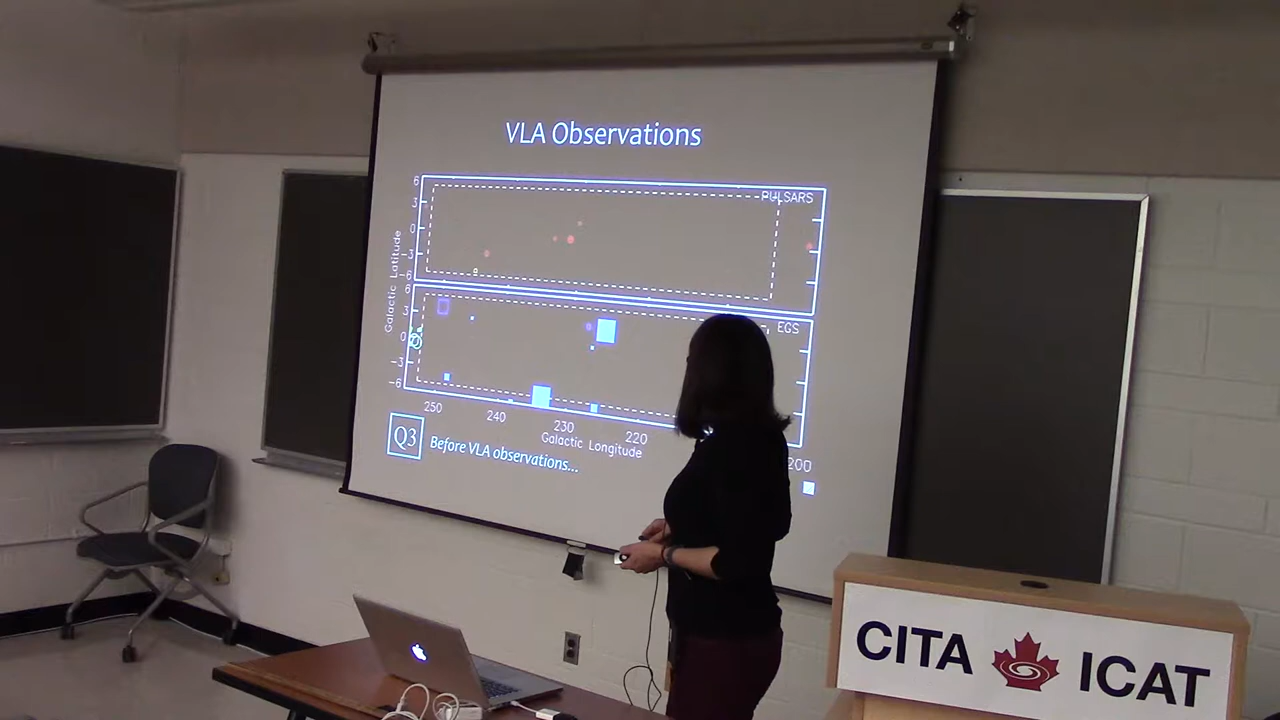 VLA Observations
PULSARS
6
3
0
−3
−6
Galactic Latitude
EGS
6
3
0
−3
−6
250
240
230
220
200
Galactic Longitude
Q3
Before VLA observations...
CITA ICAT